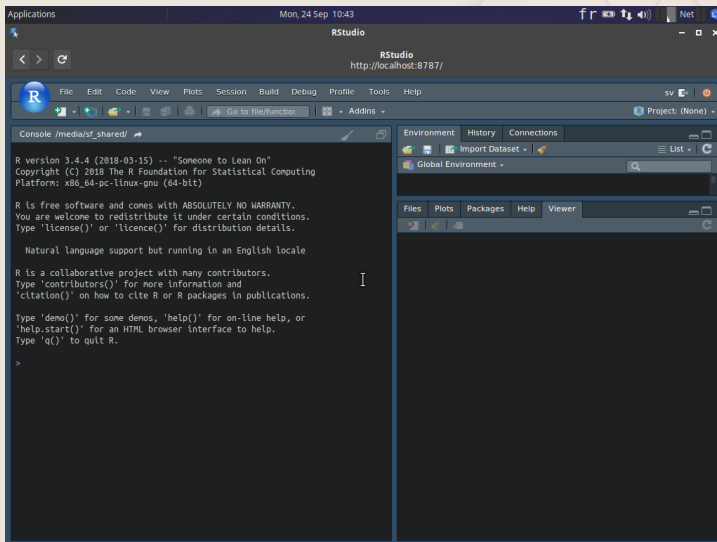 Applications
Mon, 24 Sep 10:43
fr
Net
RStudio
RStudio
http://localhost:8787/
R
File Edit Code View Plots Session Build Debug Profile Tools Help
sv
Go to file/function
Addins
Project: (None)
Console /media/sf_shared/
R version 3.4.4 (2018-03-15) -- "Someone to Lean On"
Copyright (C) 2018 The R Foundation for Statistical Computing
Platform: x86_64-pc-linux-gnu (64-bit)
R is free software and comes with ABSOLUTELY NO WARRANTY.
You are welcome to redistribute it under certain conditions.
Type 'license()' or 'licence()' for distribution details.
Natural language support but running in an English locale
R is a collaborative project with many contributors.
Type 'contributors()' for more information and
'citation()' on how to cite R or R packages in publications.
Type 'demo()' for some demos, 'help()' for on-line help, or
'help.start()' for an HTML browser interface to help.
Type 'q()' to quit R.
>
Environment History Connections
Import Dataset
List
Global Environment
Files Plots Packages Help Viewer